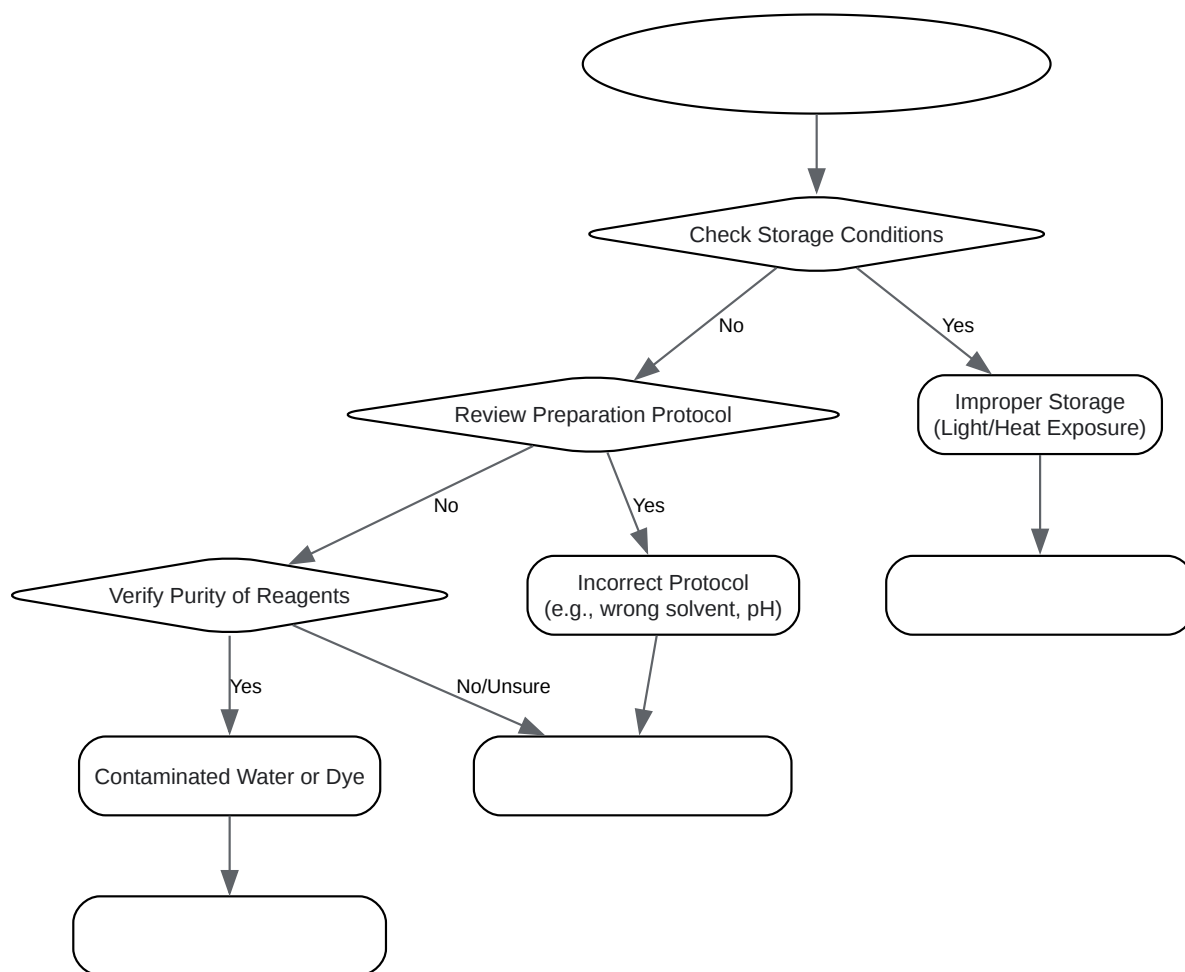 Check Storage Conditions
No
Yes
Review Preparation Protocol
Improper Storage
(Light/Heat Exposure)
No
Yes
Verify Purity of Reagents
Incorrect Protocol
(e.g., wrong solvent, pH)
Yes
No/Unsure
Contaminated Water or Dye